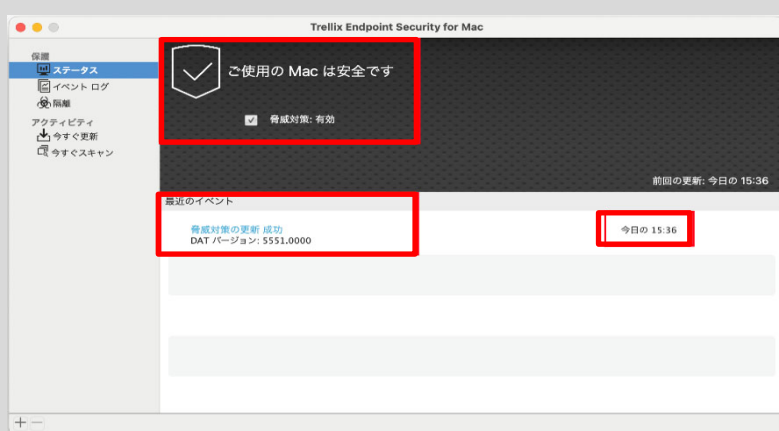 Trellix Endpoint Security for Mac
保護
ステータス
イベント ログ
隔離
アクティビティ
今すぐ更新
今すぐスキャン
ご使用の Mac は安全です
脅威対策: 有効
前回の更新: 今日の 15:36
最近のイベント
脅威対策の更新 成功
今日の 15:36
DAT バージョン: 5551.0000